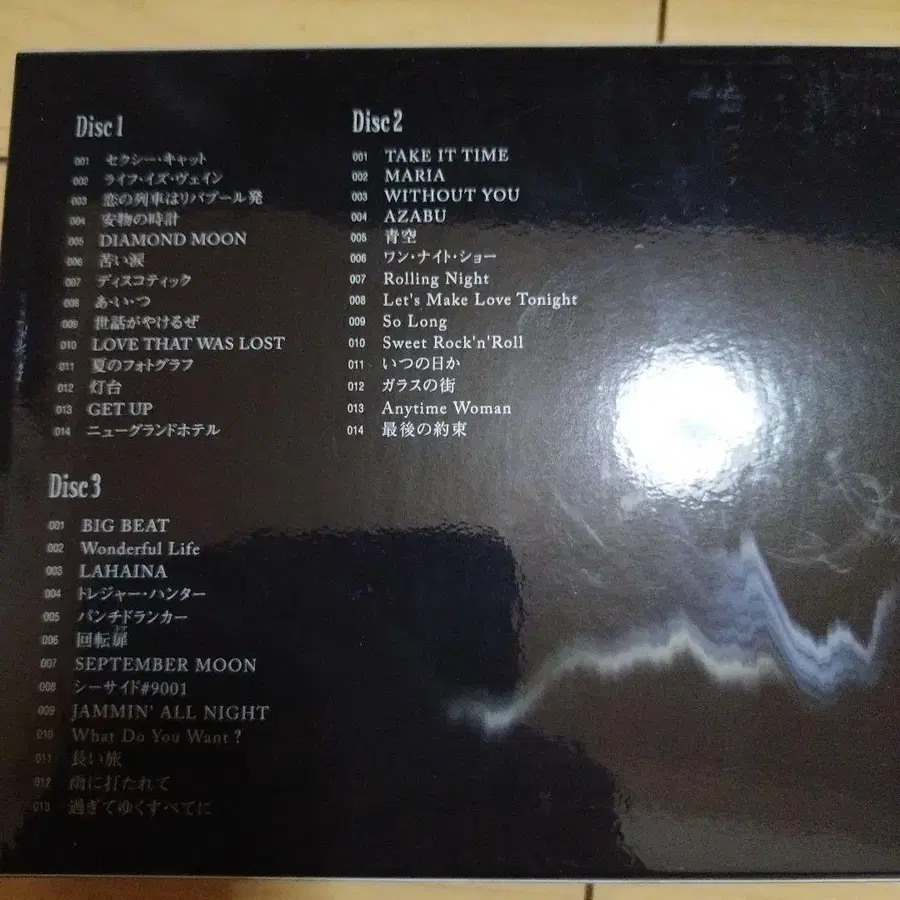 Disc1
001 セクシー・キャット
002 ライフ・イズ・ヴェイン
003 恋の列車はリバプール発
004 安物の時計
005 DIAMOND MOON
006 苦い涙
007 ディスコティック
008 あ・い・つ
009 世話がやけるぜ
010 LOVE THAT WAS LOST
011 夏のフォトグラフ
012 灯台
013 GET UP
014 ニューグランドホテル
Disc2
001 TAKE IT TIME
002 MARIA
003 WITHOUT YOU
004 AZABU
005 青空
006 ワン・ナイト・ショー
007 Rolling Night
008 Let's Make Love Tonight
009 So Long
010 Sweet Rock'n'Roll
011 いつの日か
012 ガラスの街
013 Anytime Woman
014 最後の約束
Disc3
001 BIG BEAT
002 Wonderful Life
003 LAHAINA
004 トレジャー・ハンター
005 パンチドランカー
006 回転扉
007 SEPTEMBER MOON
008 シーサイド#9001
009 JAMMIN' ALL NIGHT
010 What Do You Want ?
011 長い旅
012 雨に打たれて
013 過ぎてゆくすべてに